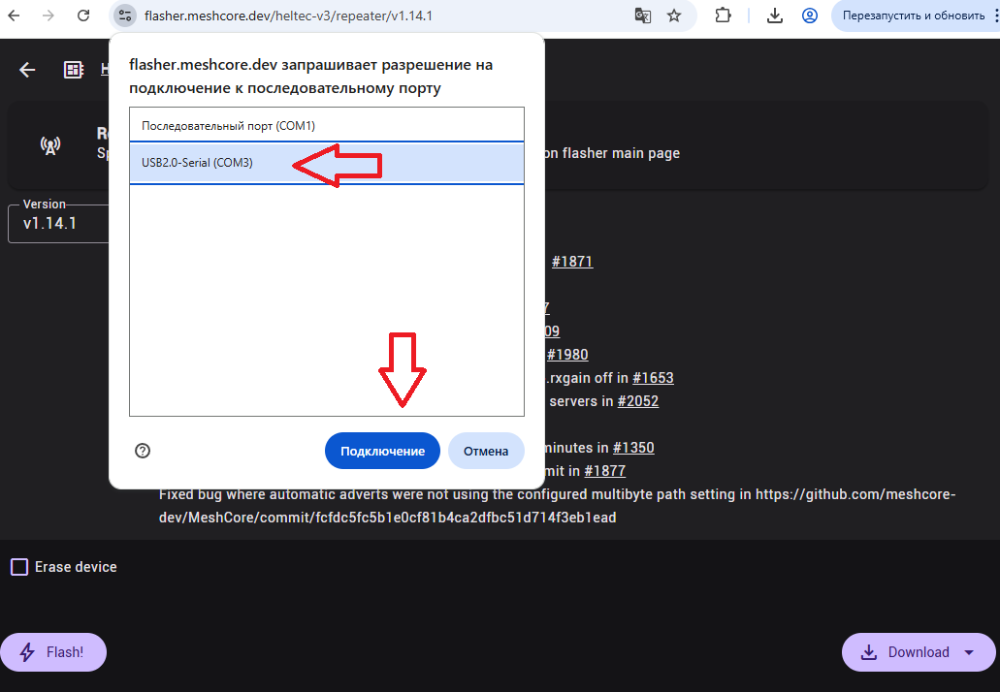 flasher.meshcore.dev/heltec-v3/repeater/v1.14.1
Перезапустить и обновить
flasher.meshcore.dev запрашивает разрешение на
подключение к последовательному порту
Последовательный порт (COM1)
USB2.0-Serial (COM3)
Подключение
Отмена
on flasher main page
Version
v1.14.1
#1871
#1980
.rxgain off in #1653
servers in #2052
minutes in #1350
in #1877
Fixed bug where automatic adverts were not using the configured multibyte path setting in https://github.com/meshcore-
dev/MeshCore/commit/fcfdc5fc5b1e0cf81b4ca2dfbc51d714f3eb1ead
Erase device
Flash!
Download